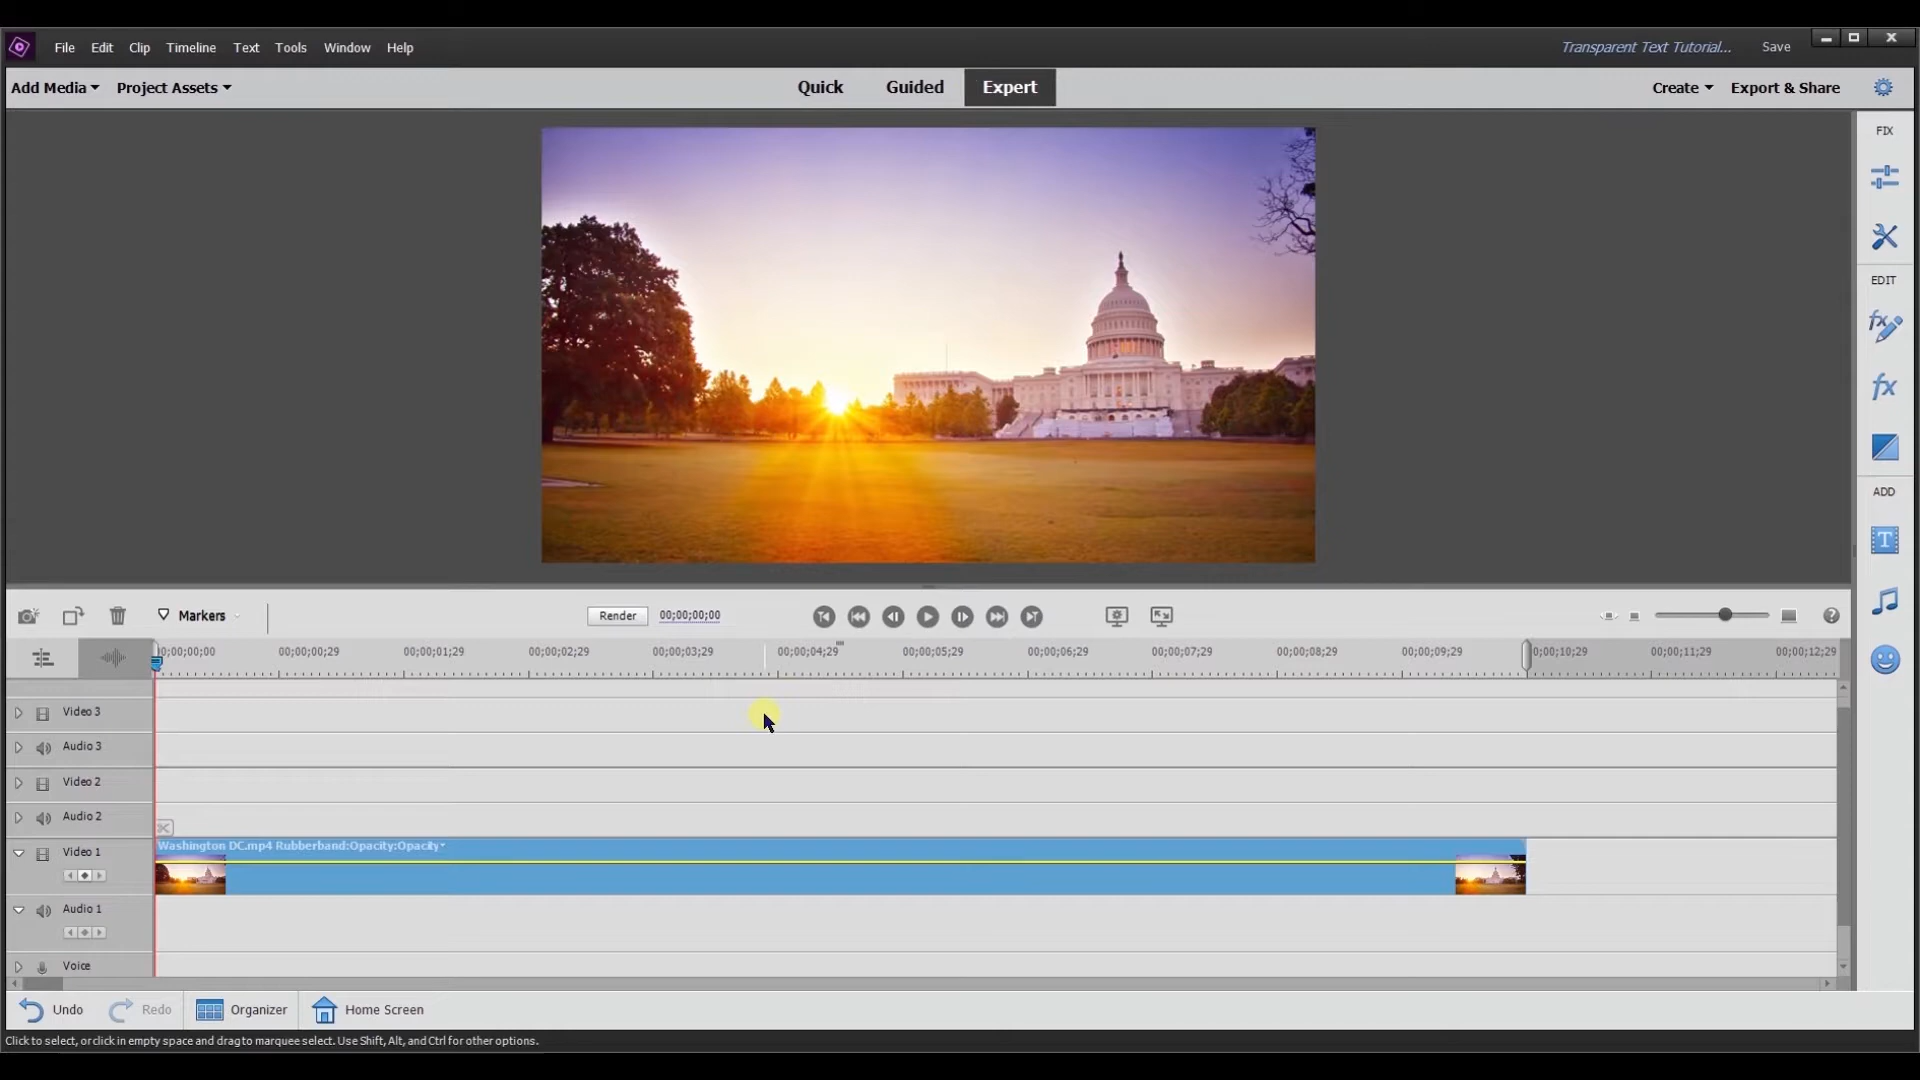 File Edit Clip Timeline Text Tools Window Help
Transparent Text Tutorial... Save
Add Media Project Assets
Quick Guided Expert
Create Export & Share
FIX
EDIT
fx
fx
ADD
T
Markers
Render 00;00;00;00
?
;00;00;00 00;00;00;29 00;00;01;29 00;00;02;29 00;00;03;29 00;00;04;29 00;00;05;29 00;00;06;29 00;00;07;29 00;00;08;29 00;00;09;29 0;00;10;29 00;00;11;29 00;00;12;29
Video 3
Audio 3
Video 2
Audio 2
Washington DC.mp4 Rubberband:Opacity:Opacity
Video 1
Audio 1
Voice
Undo Redo Organizer Home Screen
Click to select, or click in empty space and drag to marquee select. Use Shift, Alt, and Ctrl for other options.